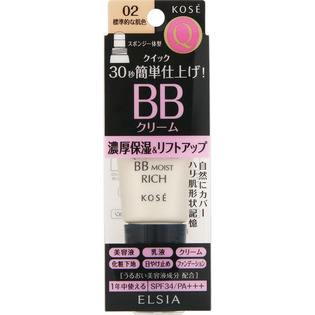 02
標準的な肌色
KOSÉ
スポンジ一体型
Q
クイック
30秒簡単仕上げ!
BB
クリーム
濃厚保湿&リフトアップ
自然にカバー
ハリ肌形状記憶
BB MOIST
RICH
KOSÉ
美容液 乳液 クリーム
化粧下地 日やけ止め ファンデーション
[うるおい美容液成分 配合]
1年中使える SPF34/PA+++
ELSIA